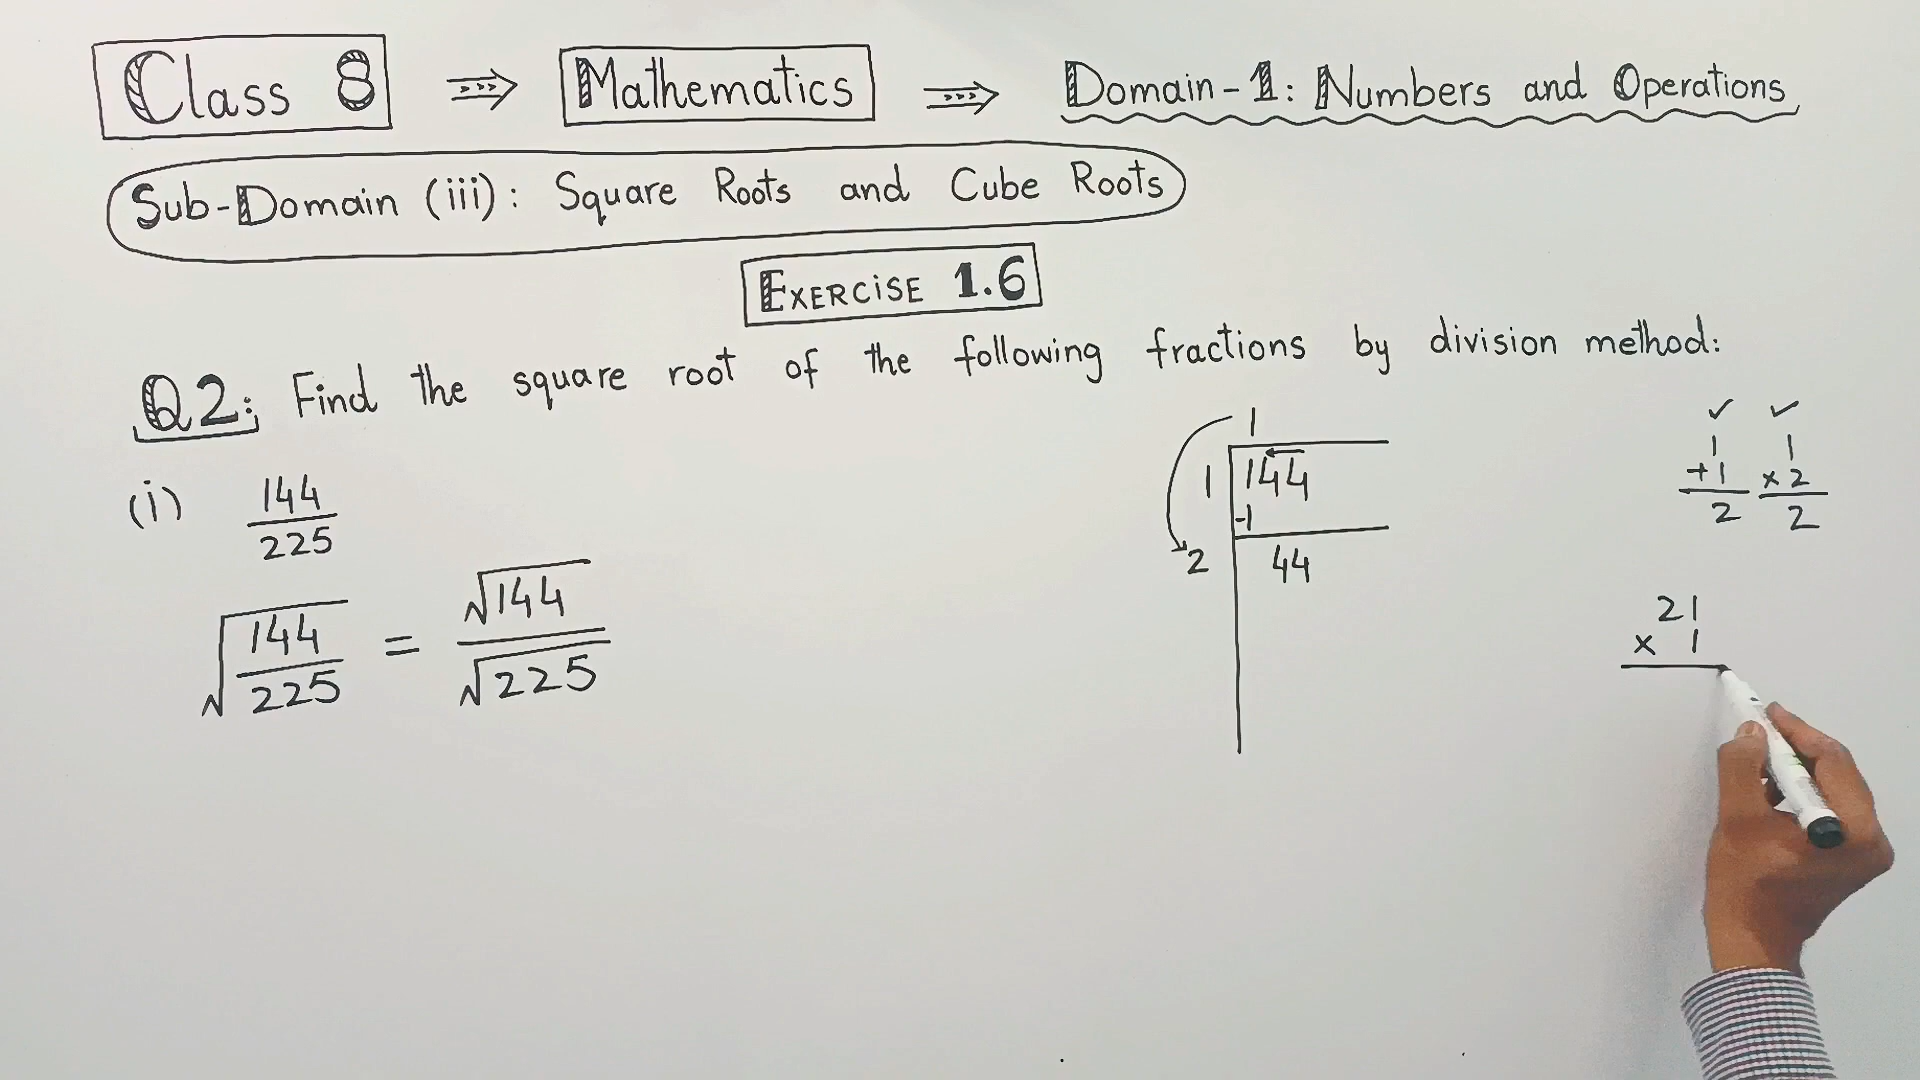 Class 8 Mathematics Domain-1: Numbers and Operations
Sub-Domain (iii): Square Roots and Cube Roots
EXERCISE 1.6
Q2: Find the square root of the following fractions by division method:
(i) 144
225
√144/225 = √144/√225
1
1 144
-1
2 44
1
+1
2
1
×2
2
21
× 1